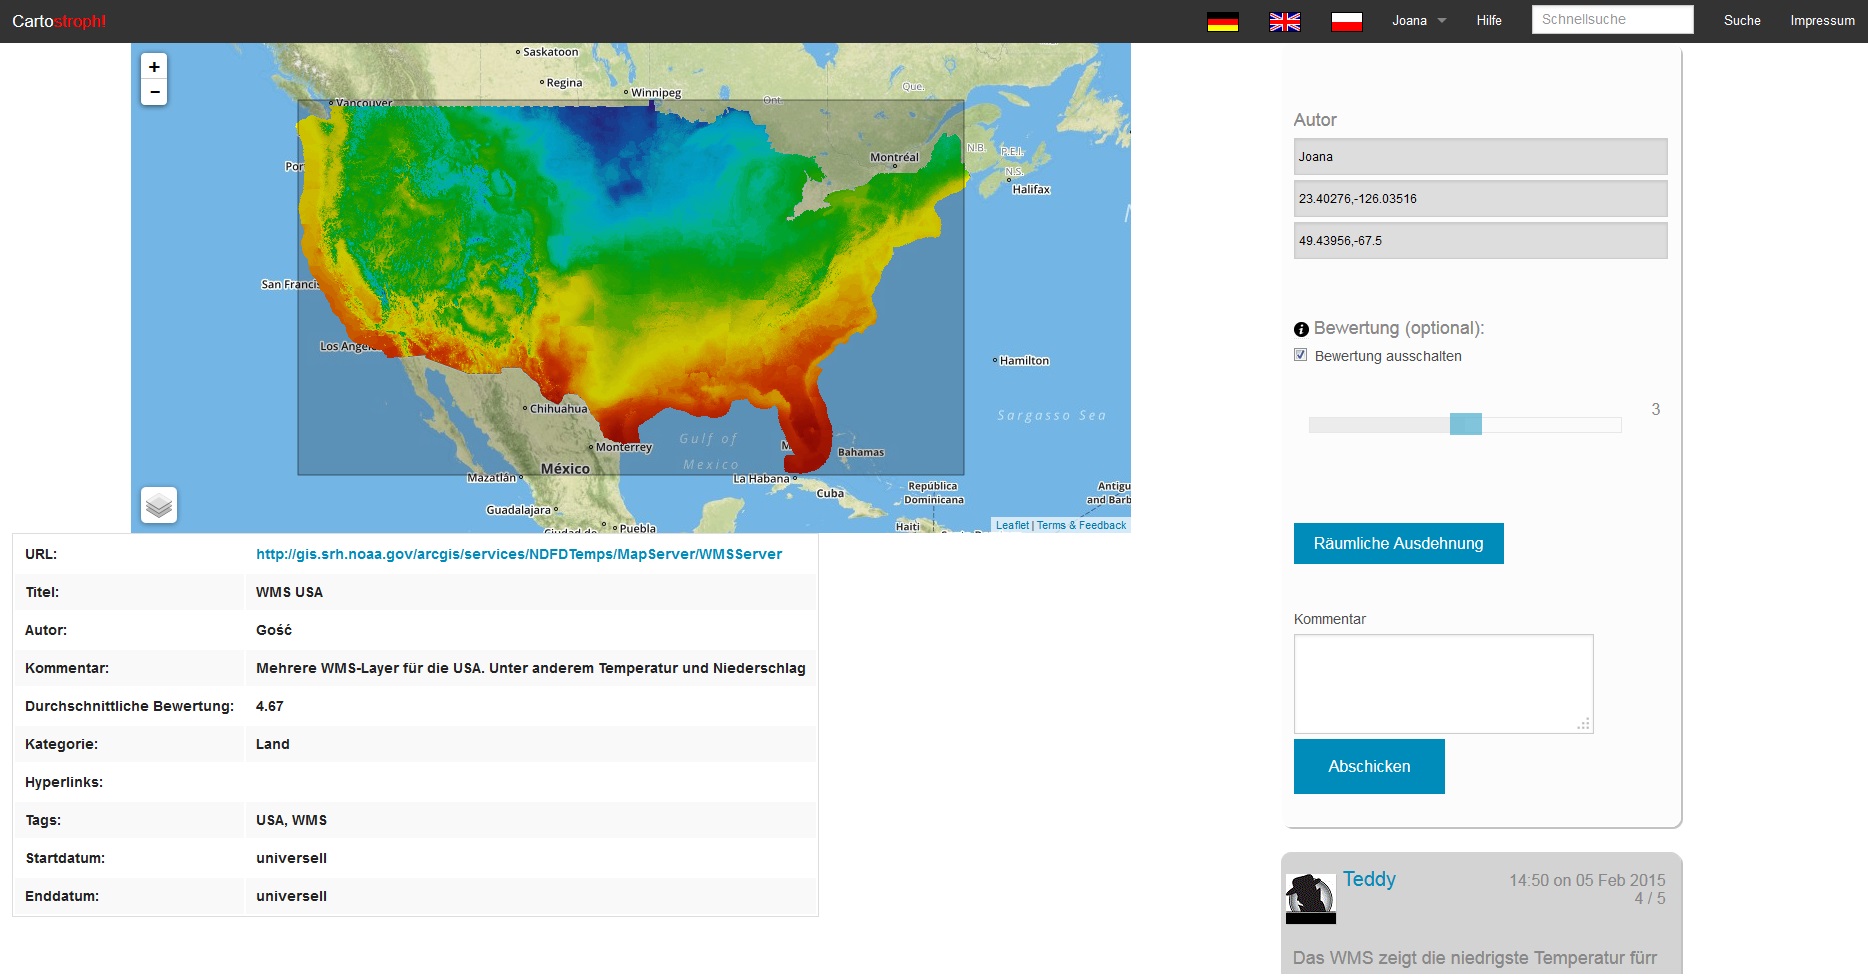 Cartostroph!
Joana
Hilfe
Schnellsuche
Suche
Impressum
+
−
Saskatoon
Regina
Winnipeg
Vancouver
Ont.
Que.
Montréal
N.B.
P.E.I.
N.S.
Halifax
Por
San Francis
Los Angel
Hamilton
Sargasso Sea
Chihuahua
Monterrey
Gulf of
Mexico
M
Bahamas
México
Mazatlán
La Habana
Cuba
República
Dominicana
Antigu
and Barb
Guadalajara
Puebla
Ciudad de
Haiti
Leaflet | Terms & Feedback
URL: http://gis.srh.noaa.gov/arcgis/services/NDFDTemps/MapServer/WMSServer
Titel: WMS USA
Autor: Gość
Kommentar: Mehrere WMS-Layer für die USA. Unter anderem Temperatur und Niederschlag
Durchschnittliche Bewertung: 4.67
Kategorie: Land
Hyperlinks:
Tags: USA, WMS
Startdatum: universell
Enddatum: universell
Autor
Joana
23.40276,-126.03516
49.43956,-67.5
Bewertung (optional):
Bewertung ausschalten
3
Räumliche Ausdehnung
Kommentar
Abschicken
Teddy
14:50 on 05 Feb 2015
4 / 5
Das WMS zeigt die niedrigste Temperatur fürr